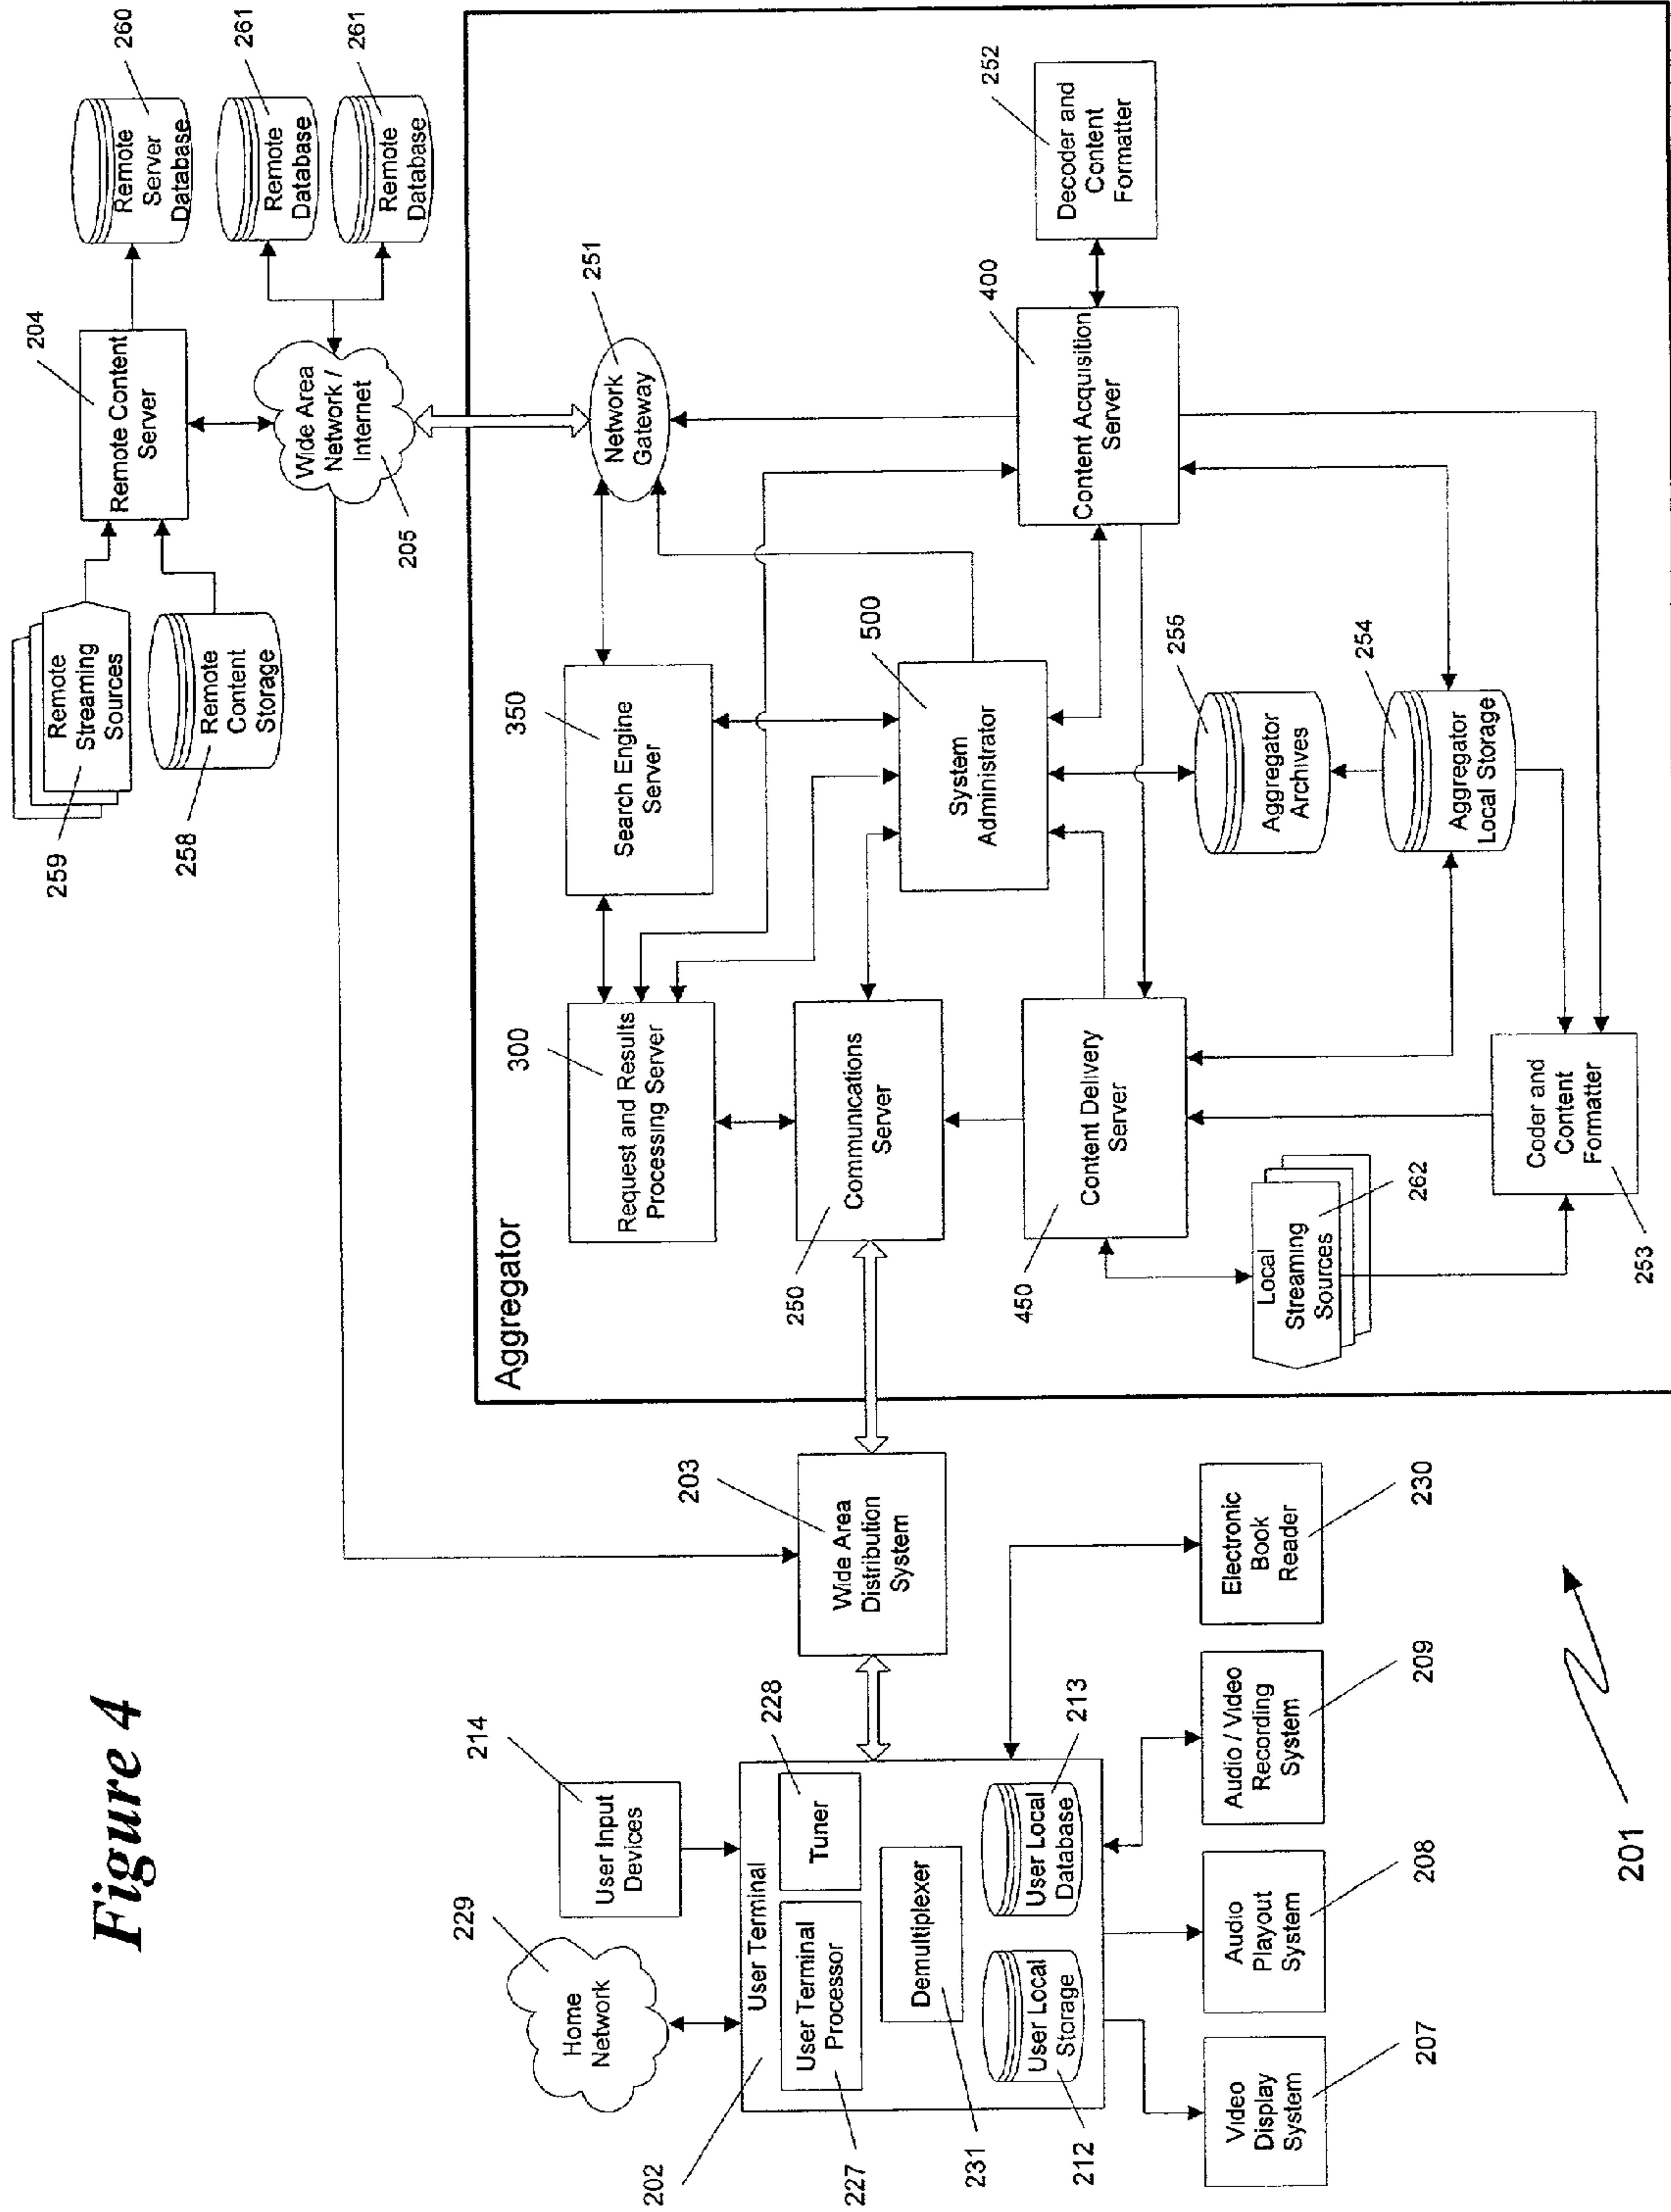 Figure 4
229
Home
Network
214
User Input
Devices
202
User Terminal
User Terminal
Processor
227
Tuner
228
Demultiplexer
231
User Local
Storage
212
User Local
Database
213
Video
Display
System
207
Audio
Playout
System
208
Audio / Video
Recording
System
209
Electronic
Book
Reader
230
201
Wide Area
Distribution
System
203
259
Remote
Streaming
Sources
258
Remote
Content
Storage
204
Remote Content
Server
Wide Area
Network /
Internet
205
Remote
Server
Database
260
Remote
Database
261
Remote
Database
261
Aggregator
300
Request and Results
Processing Server
350
Search Engine
Server
Network
Gateway
251
250
Communications
Server
500
System
Administrator
400
Content Acquisition
Server
252
Decoder and
Content
Formatter
450
Content Delivery
Server
255
Aggregator
Archives
254
Aggregator
Local Storage
Local
Streaming
Sources
262
Coder and
Content
Formatter
253